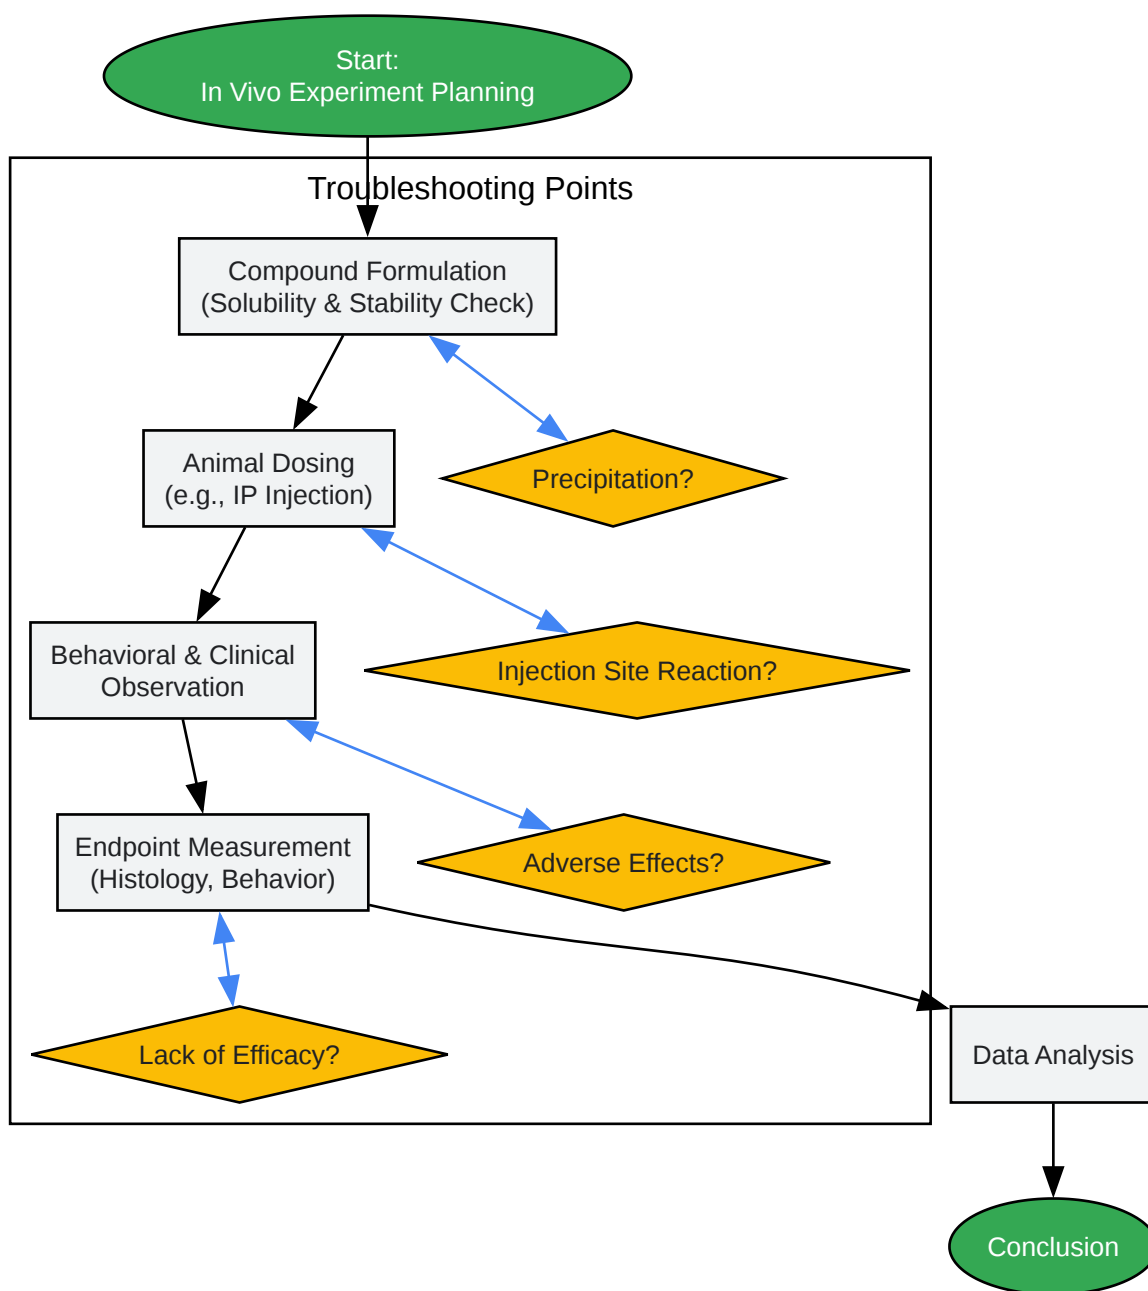 Start:
In Vivo Experiment Planning
Troubleshooting Points
Compound Formulation
(Solubility & Stability Check)
Animal Dosing
(e.g., IP Injection)
Precipitation?
Behavioral & Clinical
Observation
Injection Site Reaction?
Endpoint Measurement
(Histology, Behavior)
Adverse Effects?
Lack of Efficacy?
Data Analysis
Conclusion